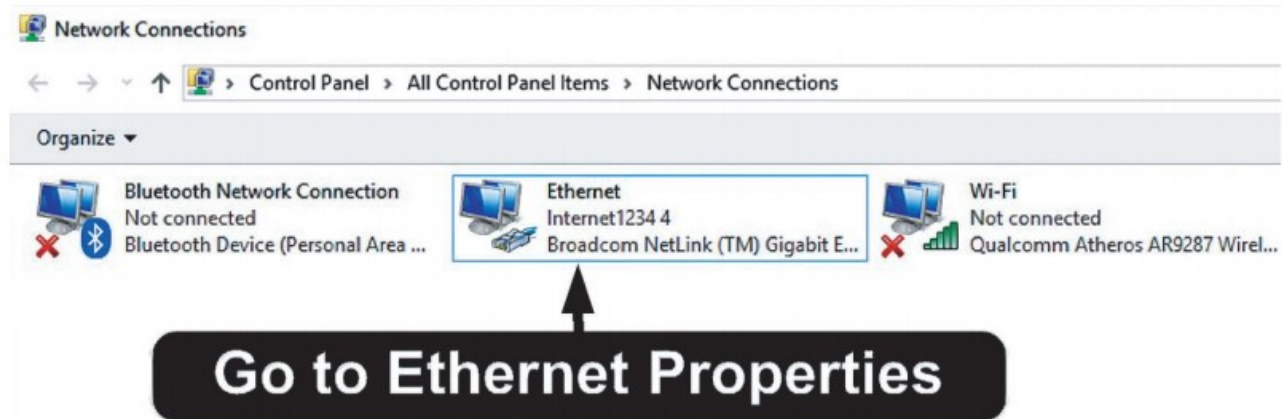 Network Connections
Control Panel > All Control Panel Items > Network Connections
Organize
Bluetooth Network Connection
Not connected
Bluetooth Device (Personal Area ...
Ethernet
Internet1234 4
Broadcom NetLink (TM) Gigabit E...
Wi-Fi
Not connected
Qualcomm Atheros AR9287 Wirel...
Go to Ethernet Properties